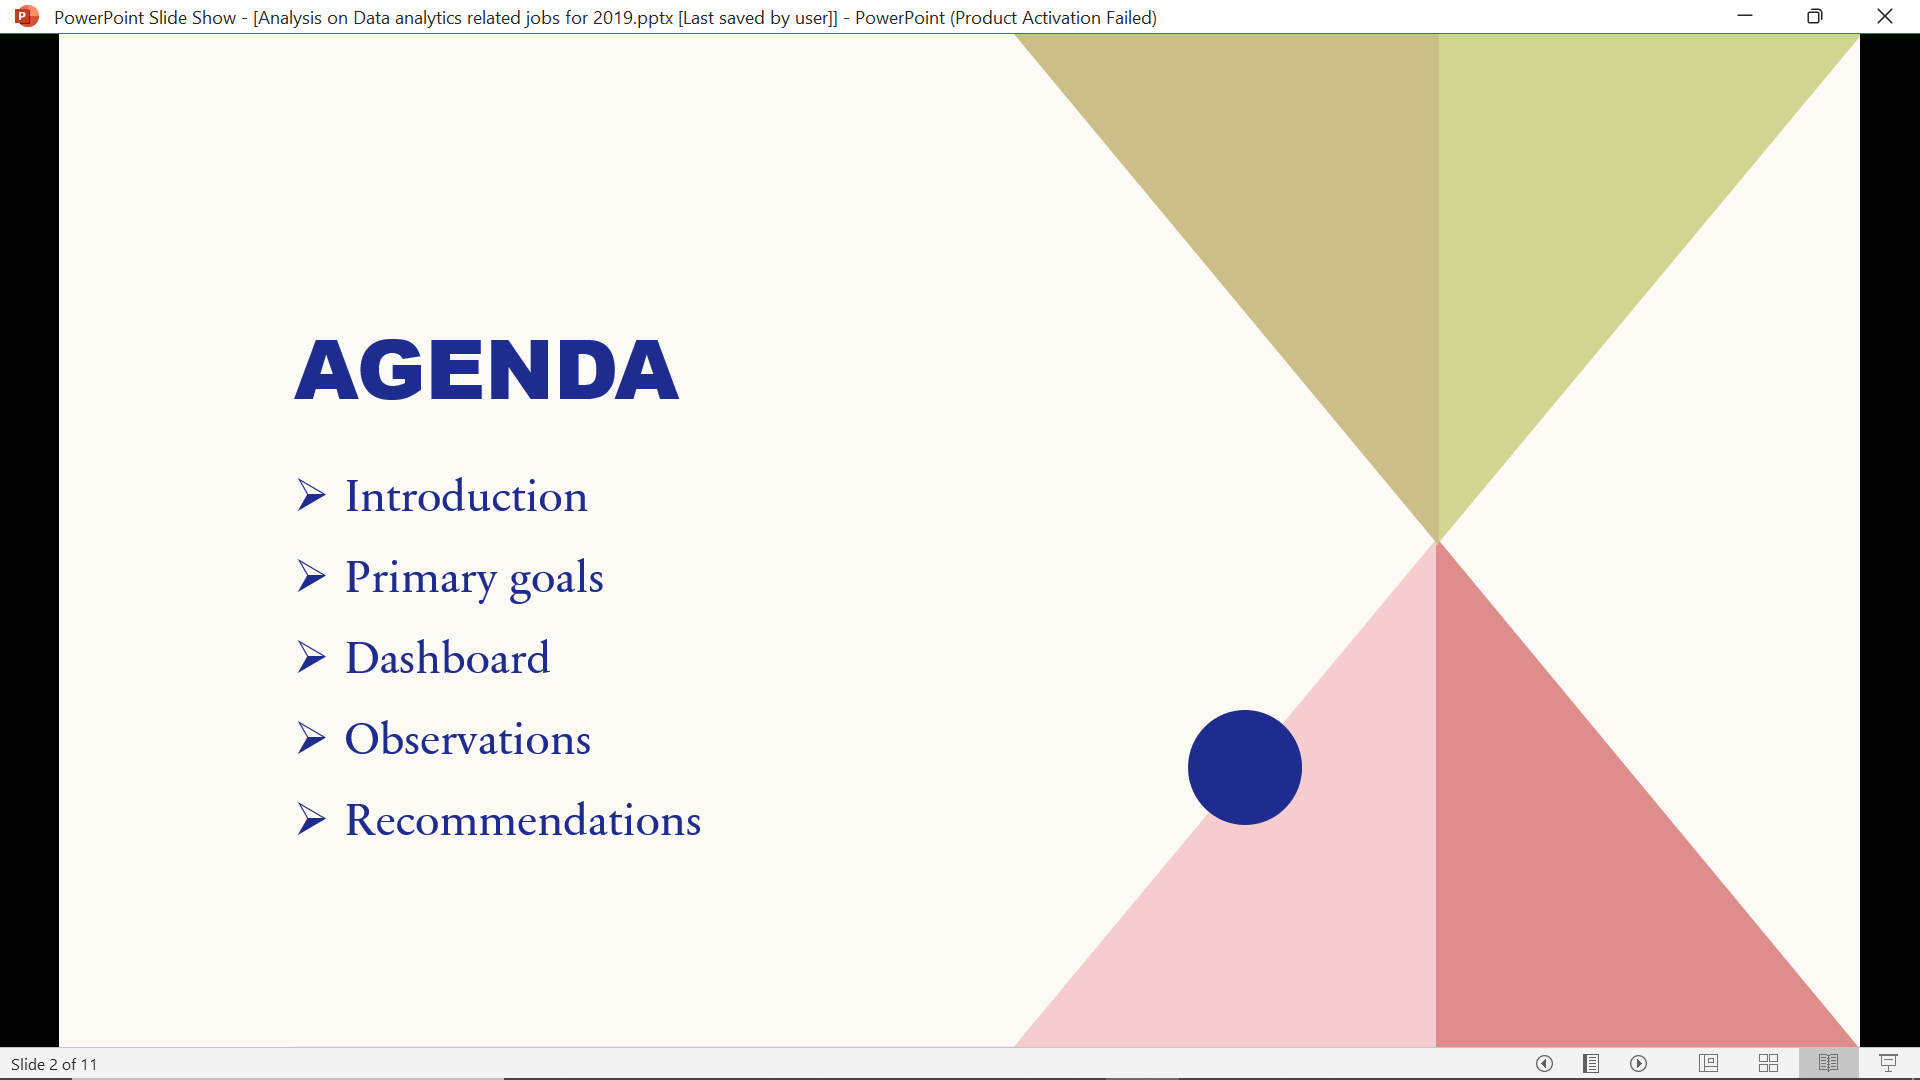 PowerPoint Slide Show - [Analysis on Data analytics related jobs for 2019.pptx [Last saved by user]] - PowerPoint (Product Activation Failed)
AGENDA
➢ Introduction
➢ Primary goals
➢ Dashboard
➢ Observations
➢ Recommendations
Slide 2 of 11